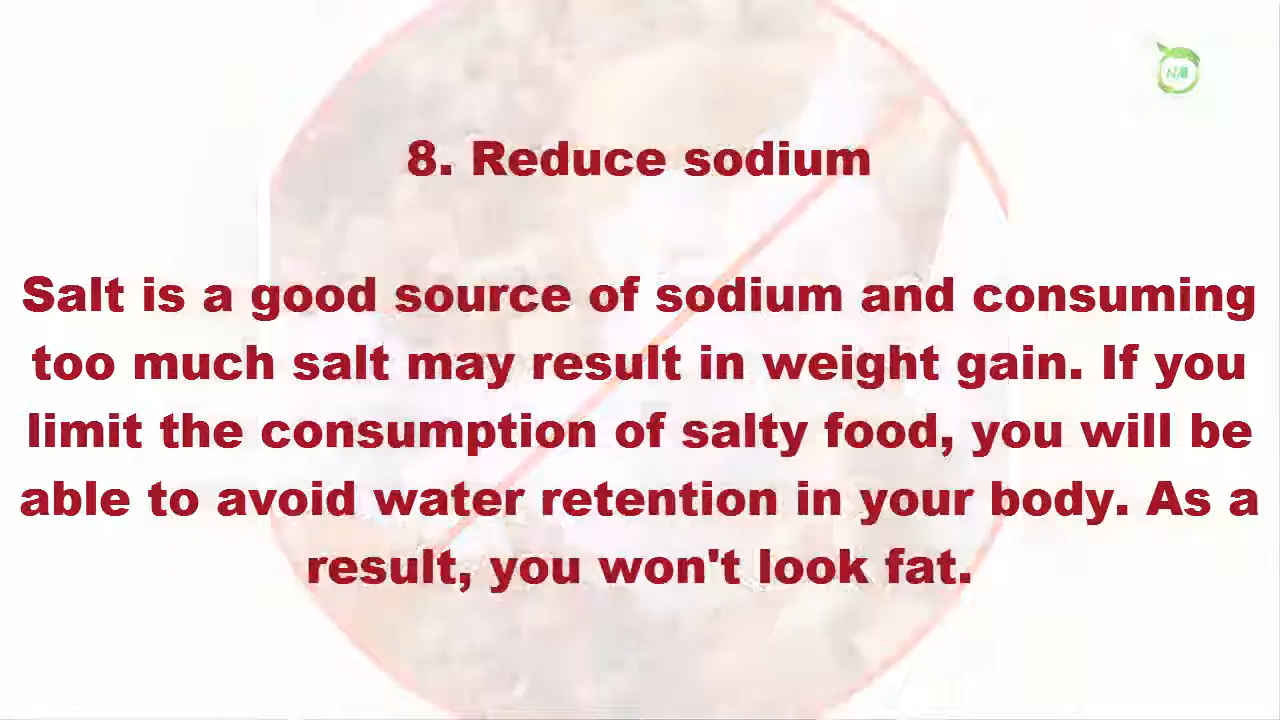 8. Reduce sodium
Salt is a good source of sodium and consuming
too much salt may result in weight gain. If you
limit the consumption of salty food, you will be
able to avoid water retention in your body. As a
result, you won't look fat.